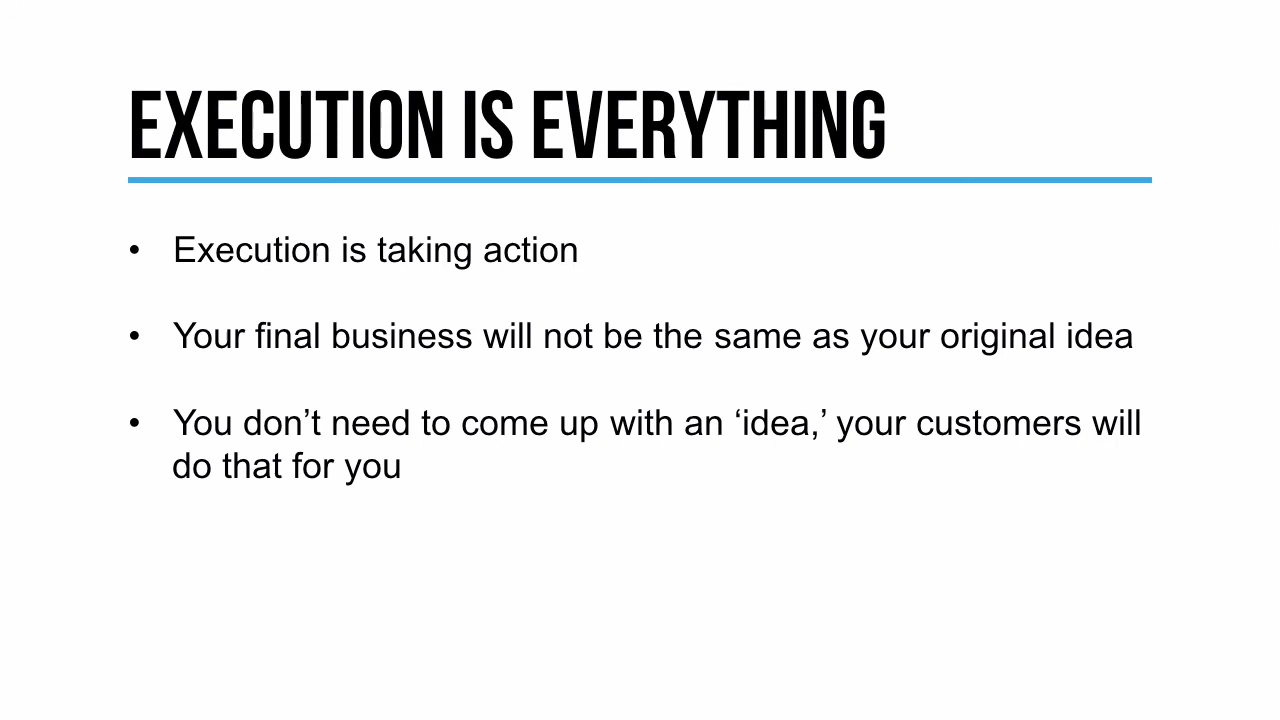 EXECUTION IS EVERYTHING
• Execution is taking action
• Your final business will not be the same as your original idea
• You don’t need to come up with an ‘idea,’ your customers will
do that for you